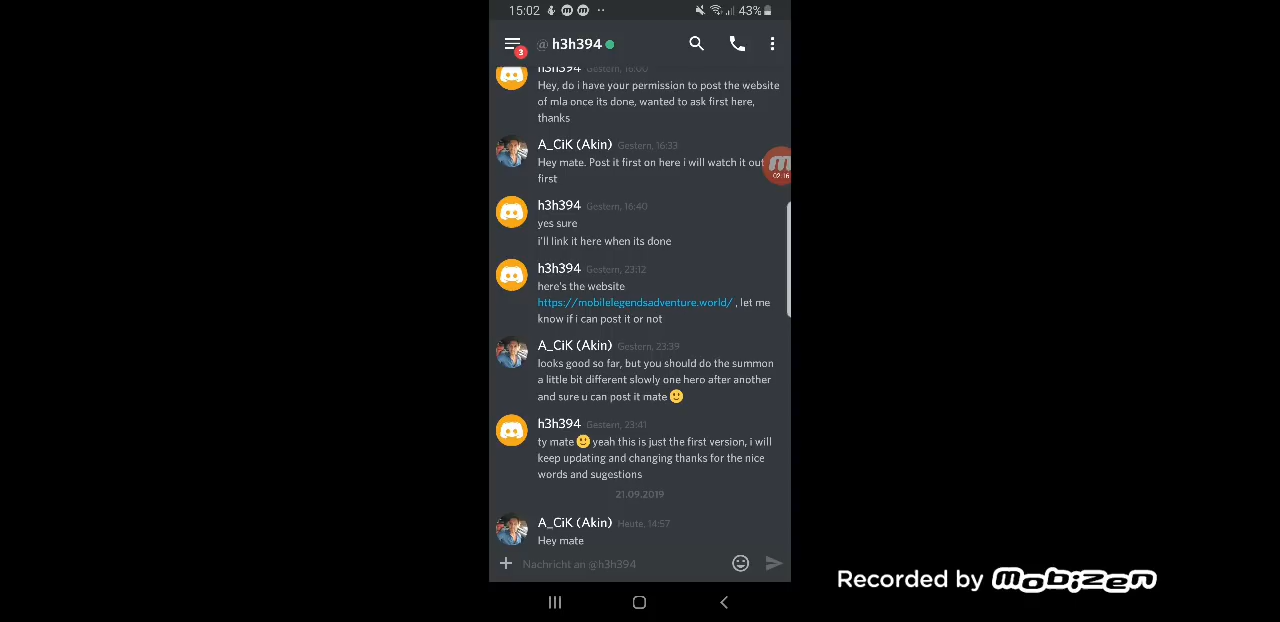 15:02 43%
3 @ h3h394
h3h394 Gestern, 16:00
Hey, do i have your permission to post the website
of mla once its done, wanted to ask first here,
thanks
A_CiK (Akin) Gestern, 16:33
Hey mate. Post it first on here i will watch it out
first
02:16
h3h394 Gestern, 16:40
yes sure
i'll link it here when its done
h3h394 Gestern, 23:12
here's the website
https://mobilelegendsadventure.world/ , let me
know if i can post it or not
A_CiK (Akin) Gestern, 23:39
looks good so far, but you should do the summon
a little bit different slowly one hero after another
and sure u can post it mate 🙂
h3h394 Gestern, 23:41
ty mate 🙂 yeah this is just the first version, i will
keep updating and changing thanks for the nice
words and sugestions
21.09.2019
A_CiK (Akin) Heute, 14:57
Hey mate
Nachricht an @h3h394
Recorded by mobizen